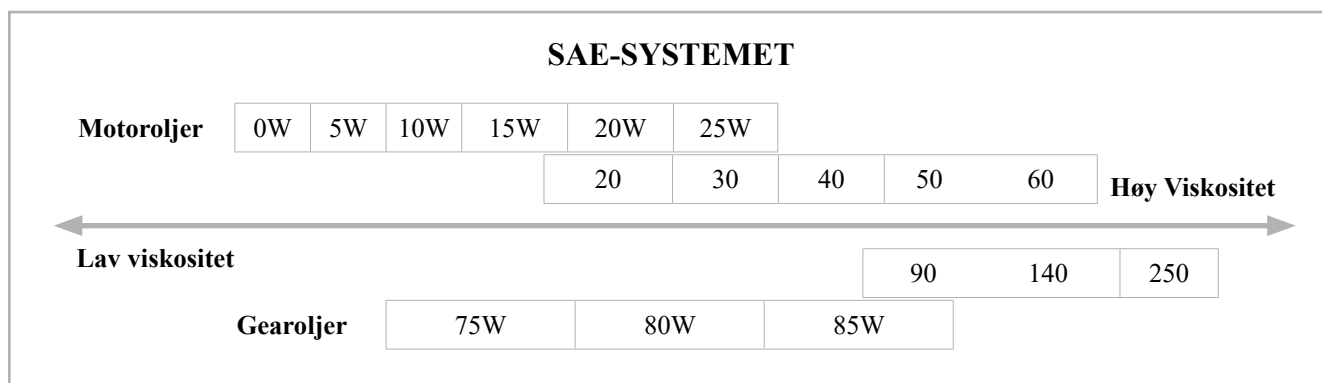 SAE-SYSTEMET
Motoroljer 0W 5W 10W 15W 20W 25W
20 30 40 50 60 Høy Viskositet
Lav viskositet
90 140 250
Gearoljer 75W 80W 85W